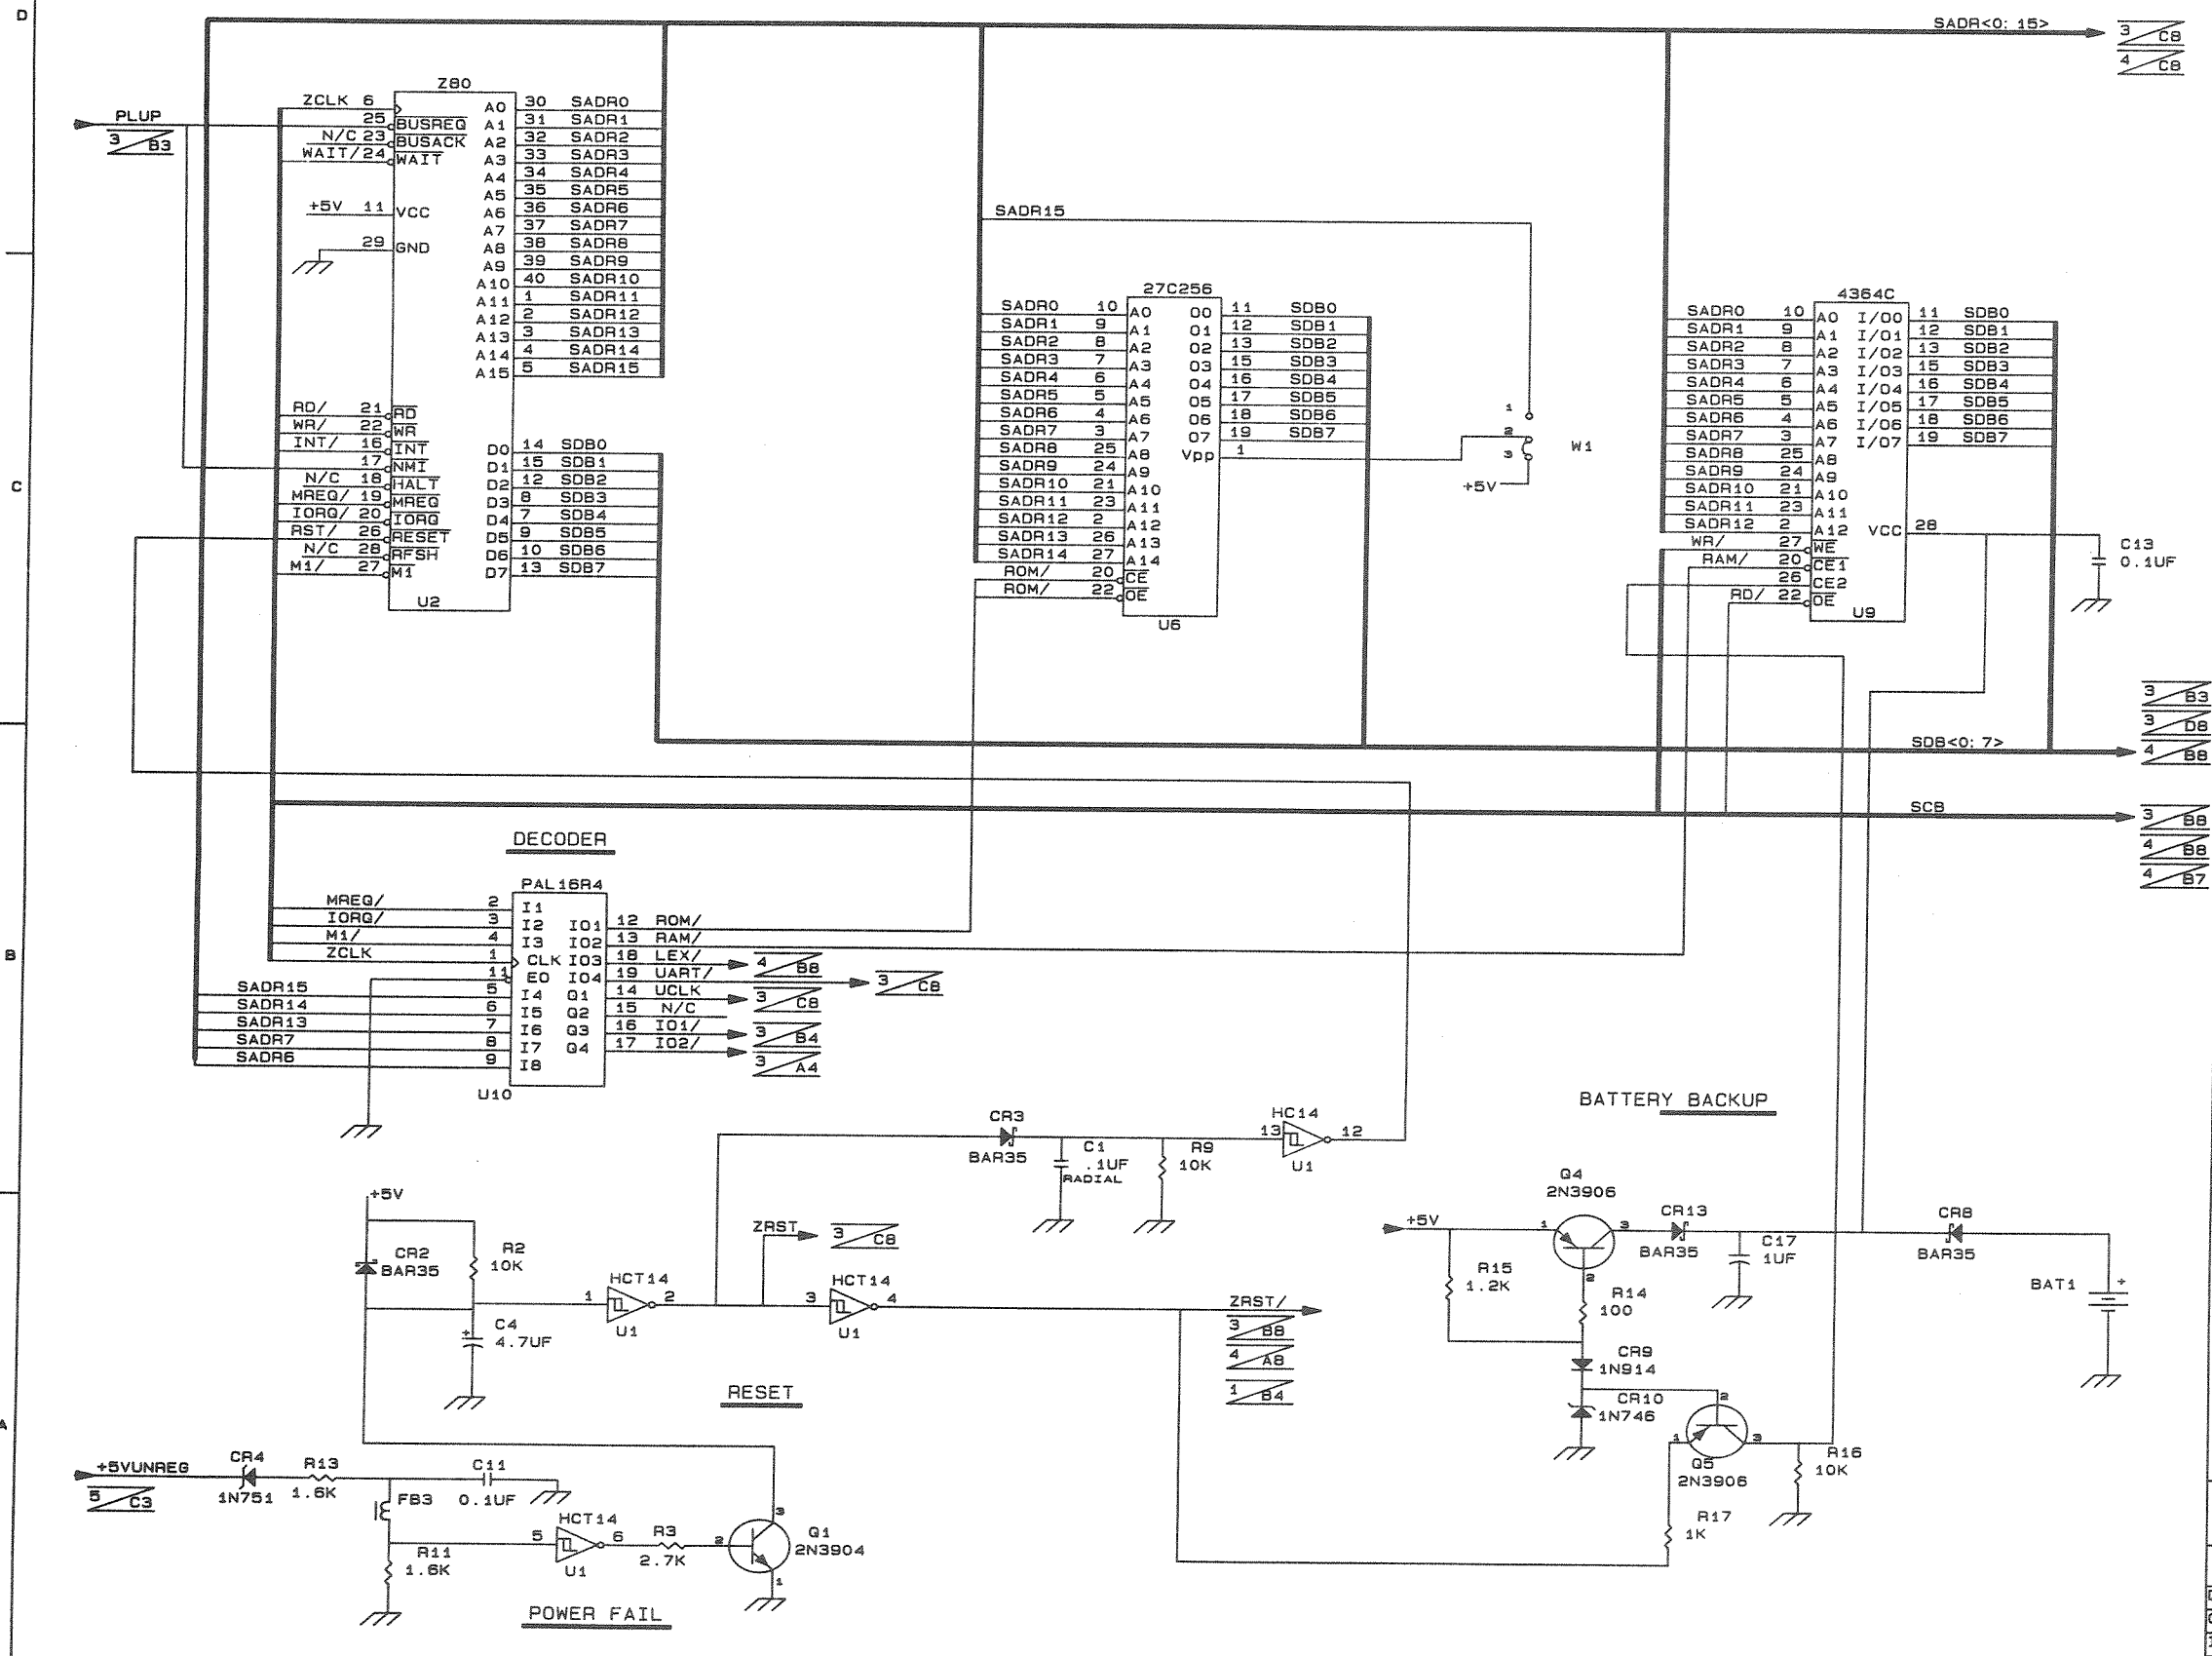 D
SADR<0: 15>
3 C8
4 C8
PLUP
3 B3
Z80
ZCLK 6 A0 30 SADR0
25 BUSREQ A1 31 SADR1
N/C 23 BUSACK A2 32 SADR2
WAIT/ 24 WAIT A3 33 SADR3
A4 34 SADR4
A5 35 SADR5
+5V 11 VCC A6 36 SADR6
A7 37 SADR7
29 GND A8 38 SADR8
A9 39 SADR9
A10 40 SADR10
A11 1 SADR11
A12 2 SADR12
A13 3 SADR13
A14 4 SADR14
A15 5 SADR15
RD/ 21 RD
WR/ 22 WR
INT/ 16 INT D0 14 SDB0
17 NMI D1 15 SDB1
N/C 18 HALT D2 12 SDB2
MREQ/ 19 MREQ D3 8 SDB3
IORQ/ 20 IORQ D4 7 SDB4
RST/ 26 RESET D5 9 SDB5
N/C 28 RFSH D6 10 SDB6
M1/ 27 M1 D7 13 SDB7
U2
C
SADR15
27C256
SADR0 10 A0 O0 11 SDB0
SADR1 9 A1 O1 12 SDB1
SADR2 8 A2 O2 13 SDB2
SADR3 7 A3 O3 15 SDB3
SADR4 6 A4 O4 16 SDB4
SADR5 5 A5 O5 17 SDB5
SADR6 4 A6 O6 18 SDB6
SADR7 3 A7 O7 19 SDB7
SADR8 25 A8 Vpp 1
SADR9 24 A9
SADR10 21 A10
SADR11 23 A11
SADR12 2 A12
SADR13 26 A13
SADR14 27 A14
ROM/ 20 CE
ROM/ 22 OE
U6
1
2
3
W1
+5V
4364C
SADR0 10 A0 I/O0 11 SDB0
SADR1 9 A1 I/O1 12 SDB1
SADR2 8 A2 I/O2 13 SDB2
SADR3 7 A3 I/O3 15 SDB3
SADR4 6 A4 I/O4 16 SDB4
SADR5 5 A5 I/O5 17 SDB5
SADR6 4 A6 I/O6 18 SDB6
SADR7 3 A7 I/O7 19 SDB7
SADR8 25 A8
SADR9 24 A9
SADR10 21 A10
SADR11 23 A11
SADR12 2 A12 VCC 28
WR/ 27 WE
RAM/ 20 CE1
26 CE2
RD/ 22 OE
U9
C13
0.1UF
3 B3
3 D8
SDB<0: 7>
4 B8
SCB
3 B8
4 B8
4 B7
B
DECODER
PAL16R4
MREQ/ 2 I1
IORQ/ 3 I2 IO1 12 ROM/
M1/ 4 I3 IO2 13 RAM/
ZCLK 1 CLK IO3 18 LEX/ 4 B8
11 EO IO4 19 UART/ 3 C8
SADR15 5 I4 Q1 14 UCLK 3 C8
SADR14 6 I5 Q2 15 N/C
SADR13 7 I6 Q3 16 IO1/ 3 B4
SADR7 8 I7 Q4 17 IO2/ 3 A4
SADR6 9 I8
U10
CR3
BAR35
C1
.1UF
RADIAL
R9
10K
HC14
13 12
U1
+5V
CR2
BAR35
R2
10K
C4
4.7UF
HCT14
1 2
U1
ZRST
3 C8
HCT14
3 4
U1
ZRST/
3 B8
4 A8
1 B4
RESET
BATTERY BACKUP
Q4
2N3906
+5V 1 3
2
CR13
BAR35
C17
1UF
CR8
BAR35
R15
1.2K
R14
100
BAT1
+
CR9
1N914
CR10
1N746
2
1 3
Q5
2N3906
R16
10K
R17
1K
A
+5VUNREG
5 C3
CR4
1N751
R13
1.6K
C11
0.1UF
FB3
HCT14
5 6
U1
R3
2.7K
3
2
1
Q1
2N3904
R11
1.6K
POWER FAIL